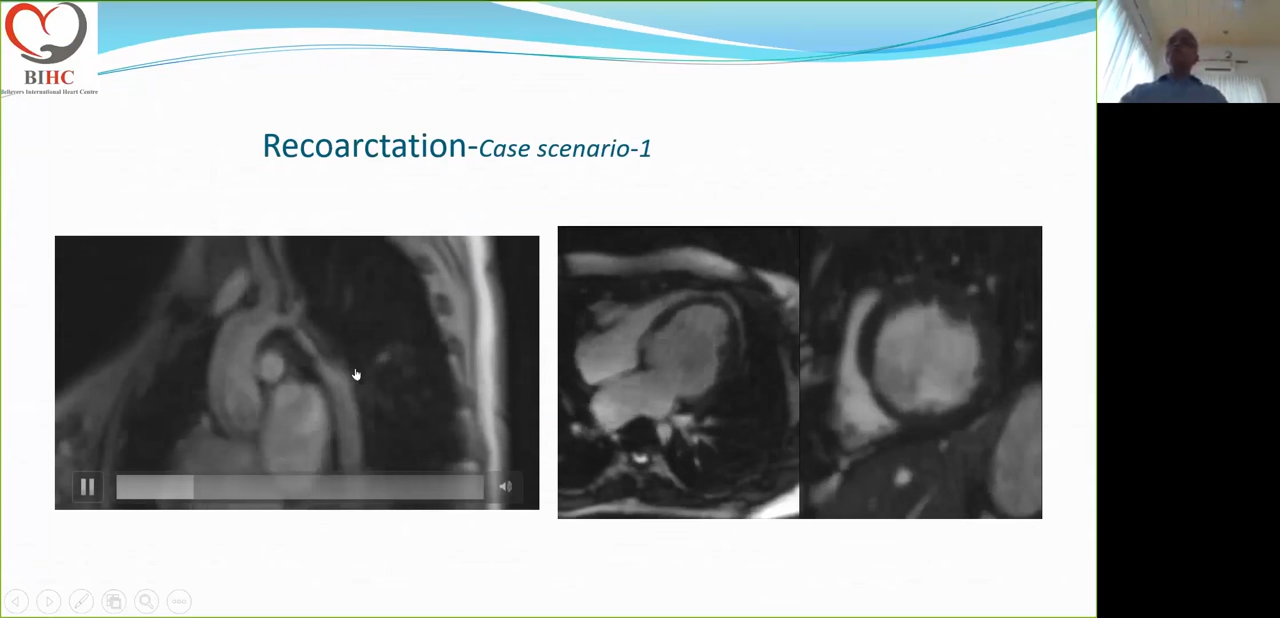 BIHC
Believers International Heart Centre
Recoarctation-Case scenario-1